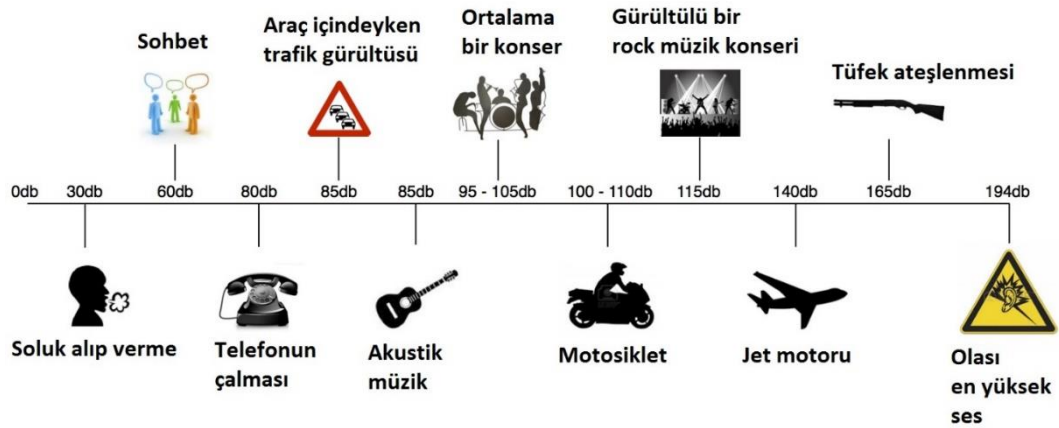 Sohbet
Araç içindeyken
trafik gürültüsü
Ortalama
bir konser
Gürültülü bir
rock müzik konseri
Tüfek ateşlenmesi
0db 30db 60db 80db 85db 85db 95 - 105db 100 - 110db 115db 140db 165db 194db
Soluk alıp verme
Telefonun
çalması
Akustik
müzik
Motosiklet
Jet motoru
Olası
en yüksek
ses